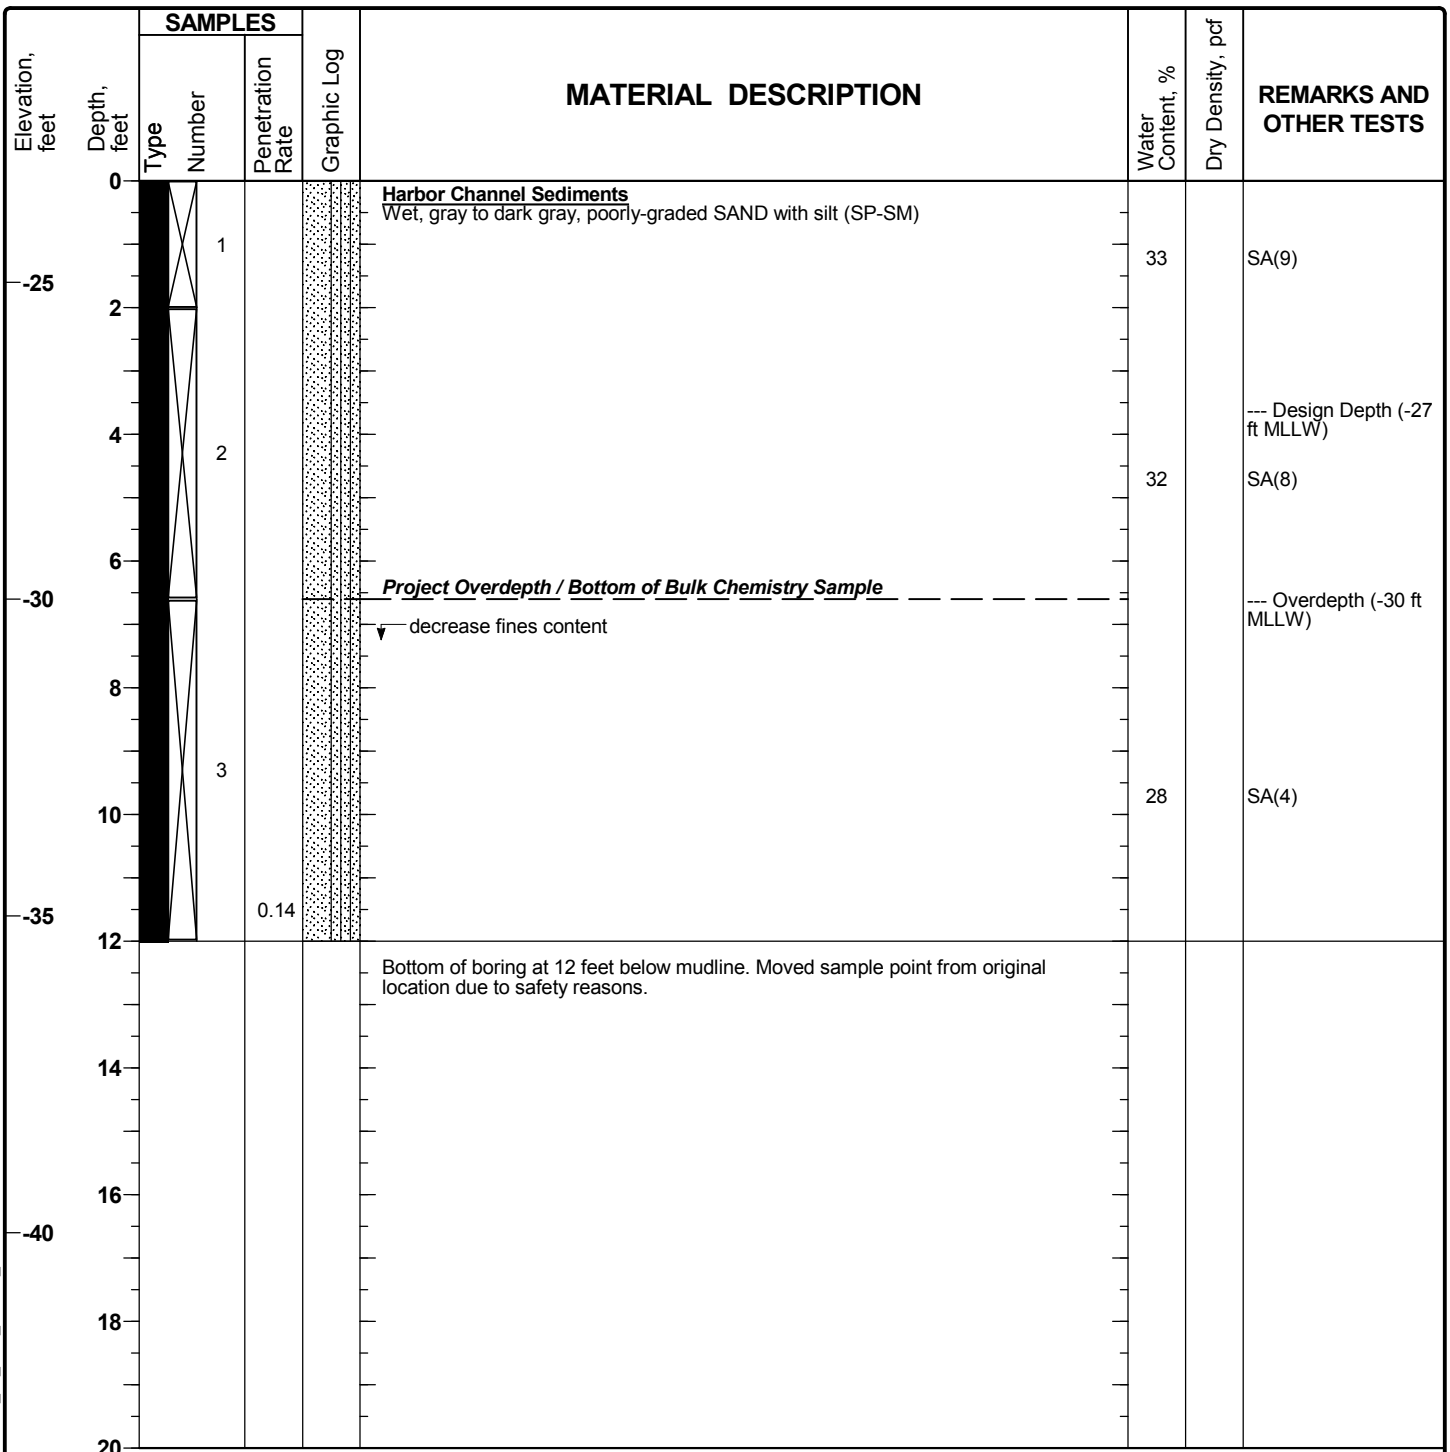 SAMPLES
Elevation,
feet
Depth,
feet
Type
Number
Penetration
Rate
Graphic Log
MATERIAL DESCRIPTION
Water
Content, %
Dry Density, pcf
REMARKS AND
OTHER TESTS
0
Harbor Channel Sediments
Wet, gray to dark gray, poorly-graded SAND with silt (SP-SM)
1
33
SA(9)
-25
2
--- Design Depth (-27
ft MLLW)
4
2
32
SA(8)
6
Project Overdepth / Bottom of Bulk Chemistry Sample
-30
--- Overdepth (-30 ft
MLLW)
decrease fines content
8
3
28
SA(4)
10
0.14
-35
12
Bottom of boring at 12 feet below mudline. Moved sample point from original
location due to safety reasons.
14
16
-40
18
20